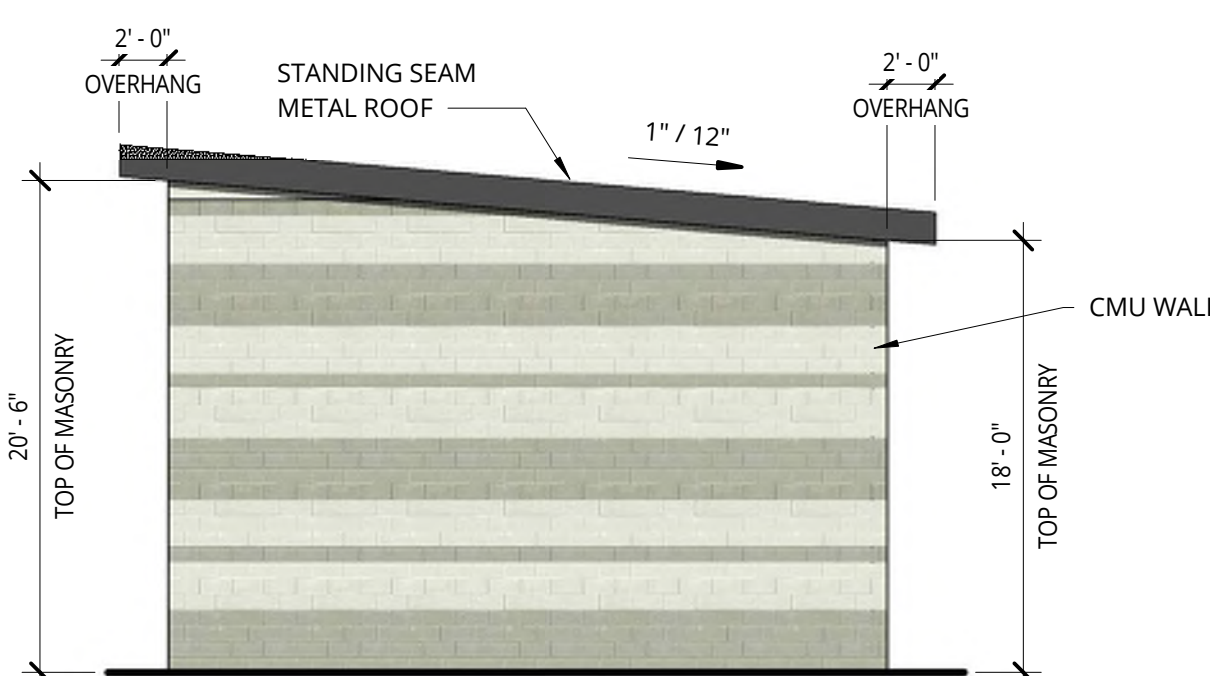 2' - 0"
OVERHANG
STANDING SEAM
METAL ROOF
1" / 12"
2' - 0"
OVERHANG
20' - 6"
TOP OF MASONRY
CMU WALL
18' - 0"
TOP OF MASONRY